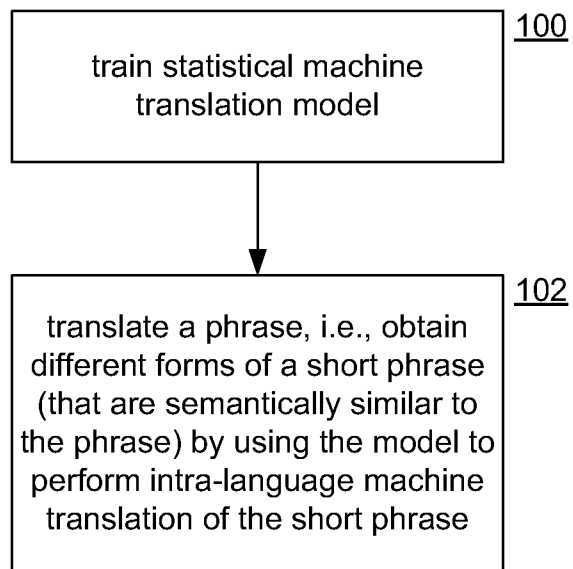 100
train statistical machine
translation model
102
translate a phrase, i.e., obtain
different forms of a short phrase
(that are semantically similar to
the phrase) by using the model to
perform intra-language machine
translation of the short phrase